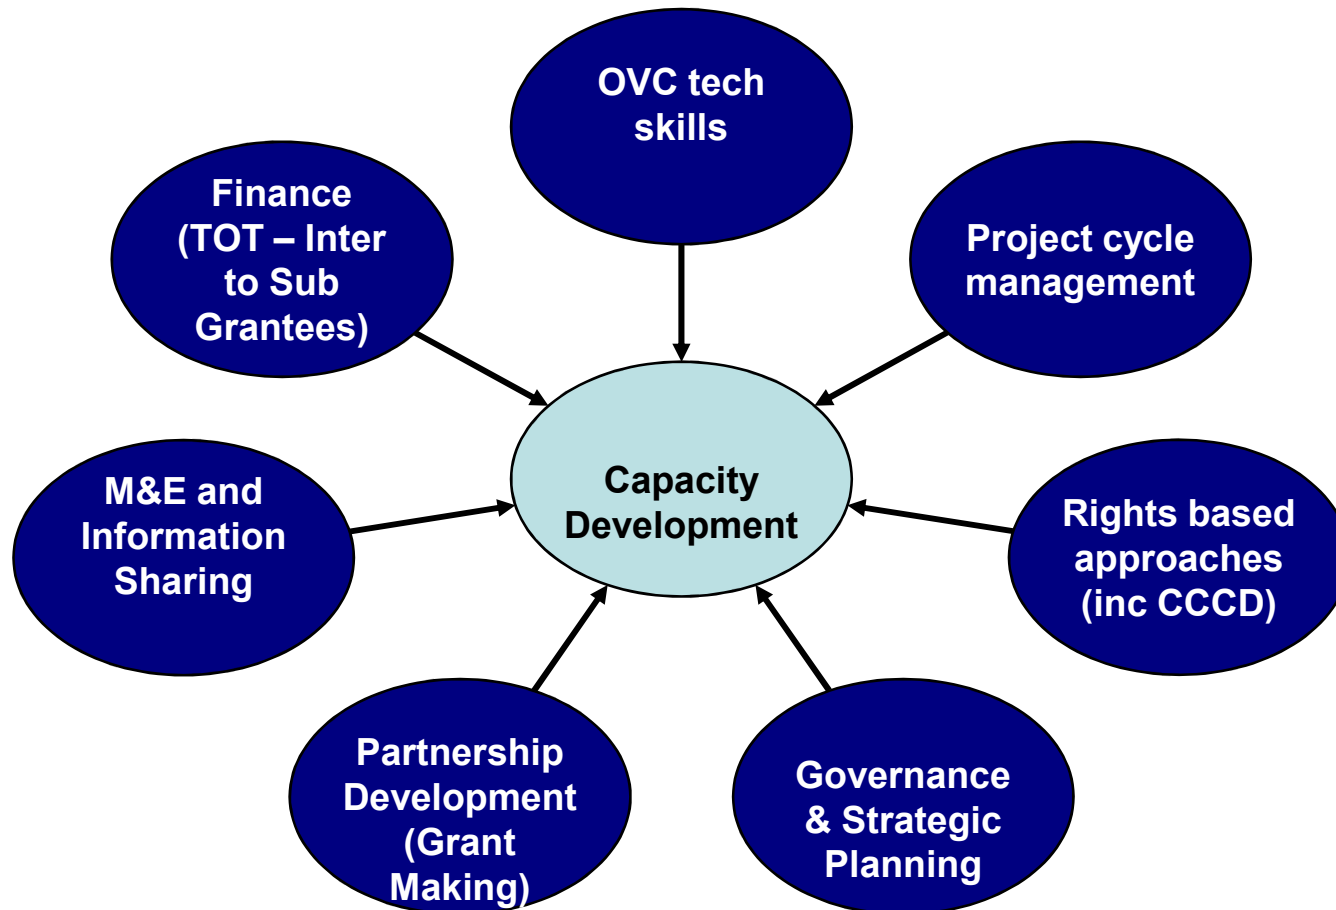 OVC tech
skills
Finance
(TOT – Inter
to Sub
Grantees)
Project cycle
management
Capacity
Development
M&E and
Information
Sharing
Rights based
approaches
(inc CCCD)
Partnership
Development
(Grant
Making)
Governance
& Strategic
Planning